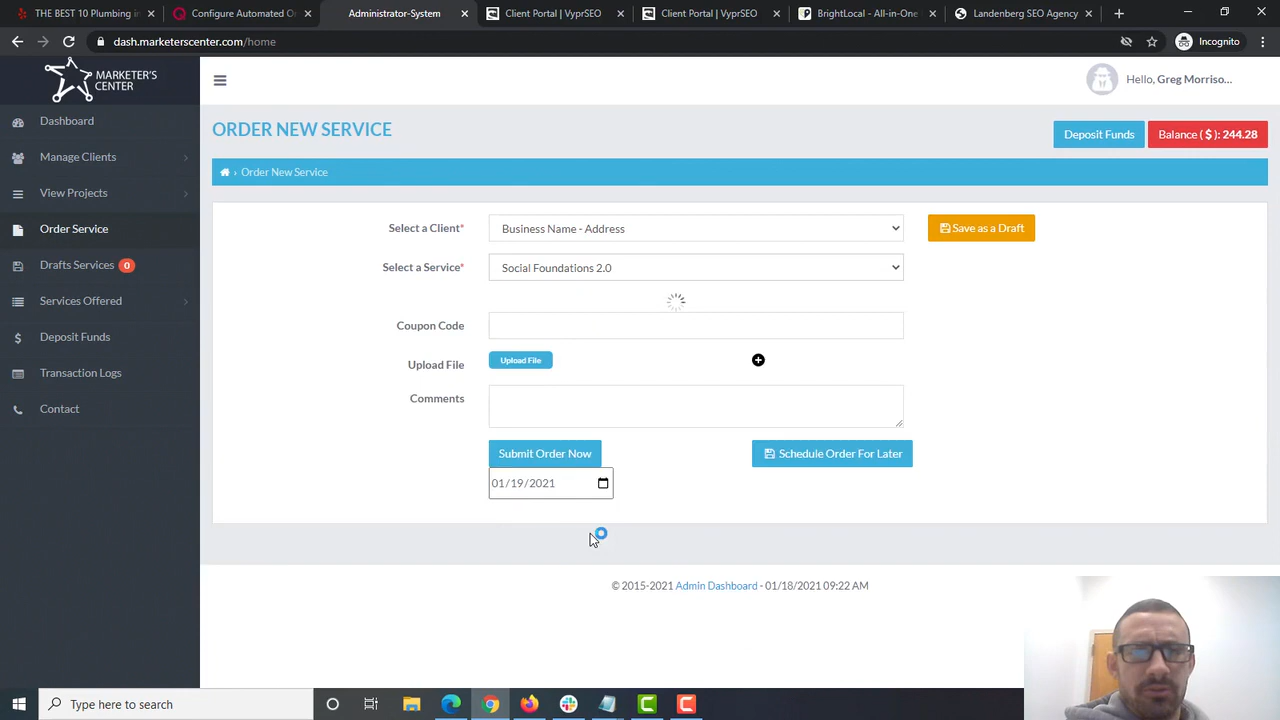 THE BEST 10 Plumbing in
Configure Automated O
Administrator-System
Client Portal | VyprSEO
Client Portal | VyprSEO
BrightLocal - All-in-One
Landenberg SEO Agency
dash.marketerscenter.com/home
Incognito
MARKETER'S
CENTER
Hello, Greg Morriso...
Dashboard
Manage Clients
View Projects
Order Service
Drafts Services 0
Services Offered
Deposit Funds
Transaction Logs
Contact
ORDER NEW SERVICE
Deposit Funds
Balance ( $ ): 244.28
› Order New Service
Select a Client*
Business Name - Address
Save as a Draft
Select a Service*
Social Foundations 2.0
Coupon Code
Upload File
Upload File
Comments
Submit Order Now
Schedule Order For Later
01/19/2021
© 2015-2021 Admin Dashboard - 01/18/2021 09:22 AM
Type here to search